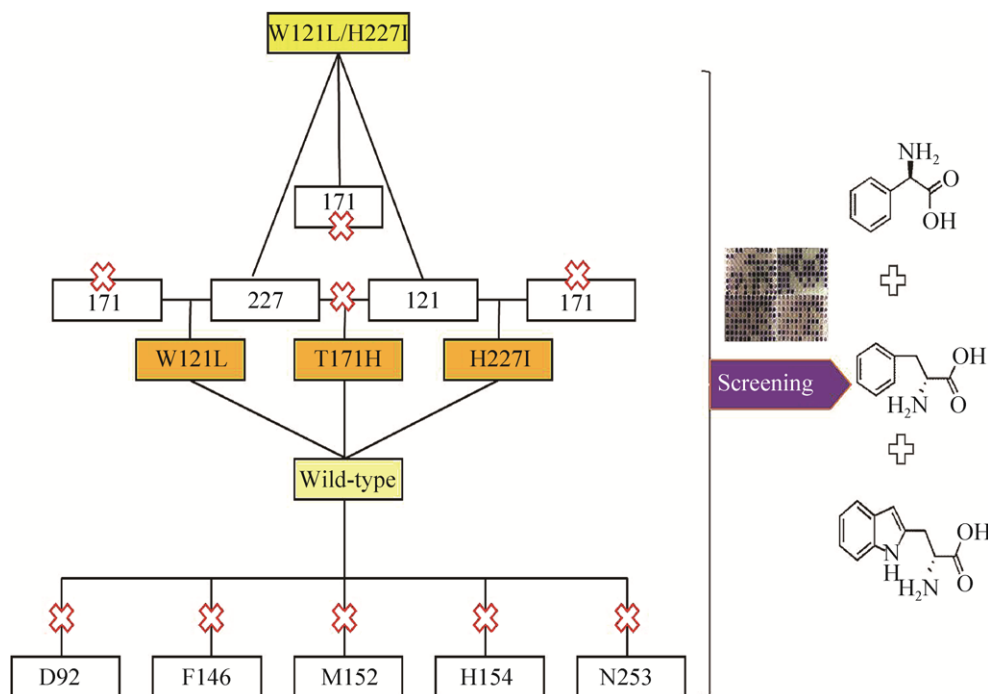 W121L/H227I
171
171
227
121
171
W121L
T171H
H227I
Wild-type
D92
F146
M152
H154
N253
Screening
NH2
O
OH
OH
H2N
O
N
H
OH
H2N
O